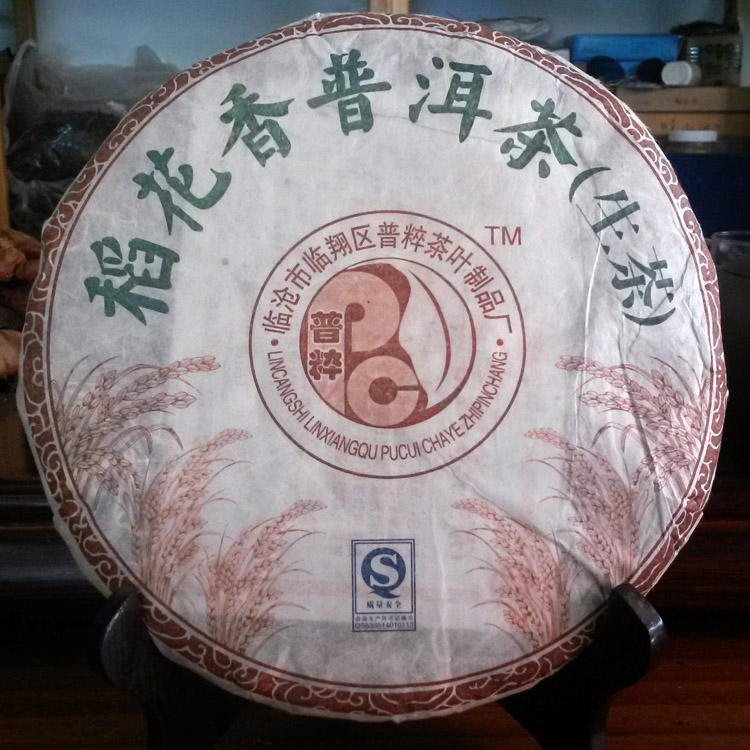 稻花香普洱茶(生茶)
TM
临沧市临翔区普粹茶叶制品厂
普粹
PC
LINCANGSHI LINXIANGQU PUCUI CHAYE ZHIPINCHANG
QS
质量安全